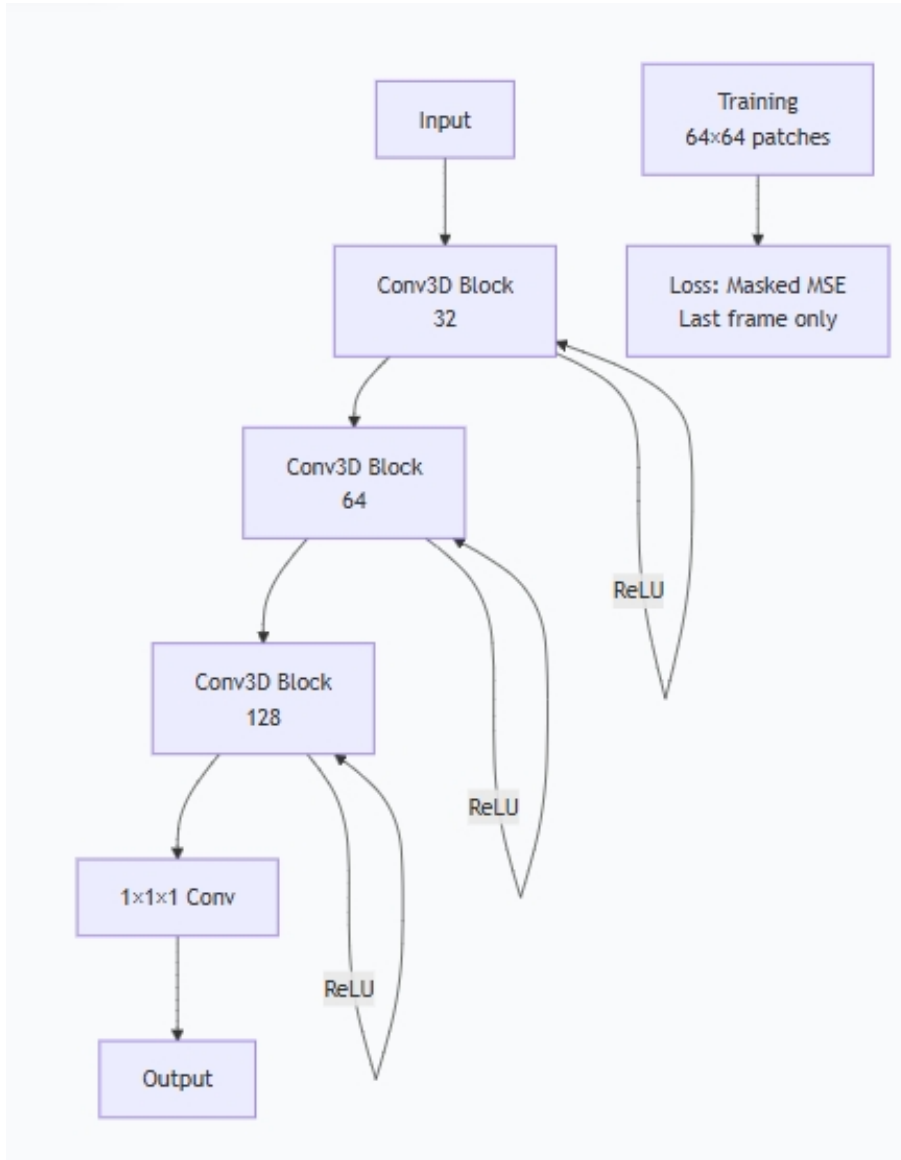 Input
Training
64×64 patches
Conv3D Block
32
Loss: Masked MSE
Last frame only
Conv3D Block
64
ReLU
Conv3D Block
128
ReLU
1×1×1 Conv
ReLU
Output